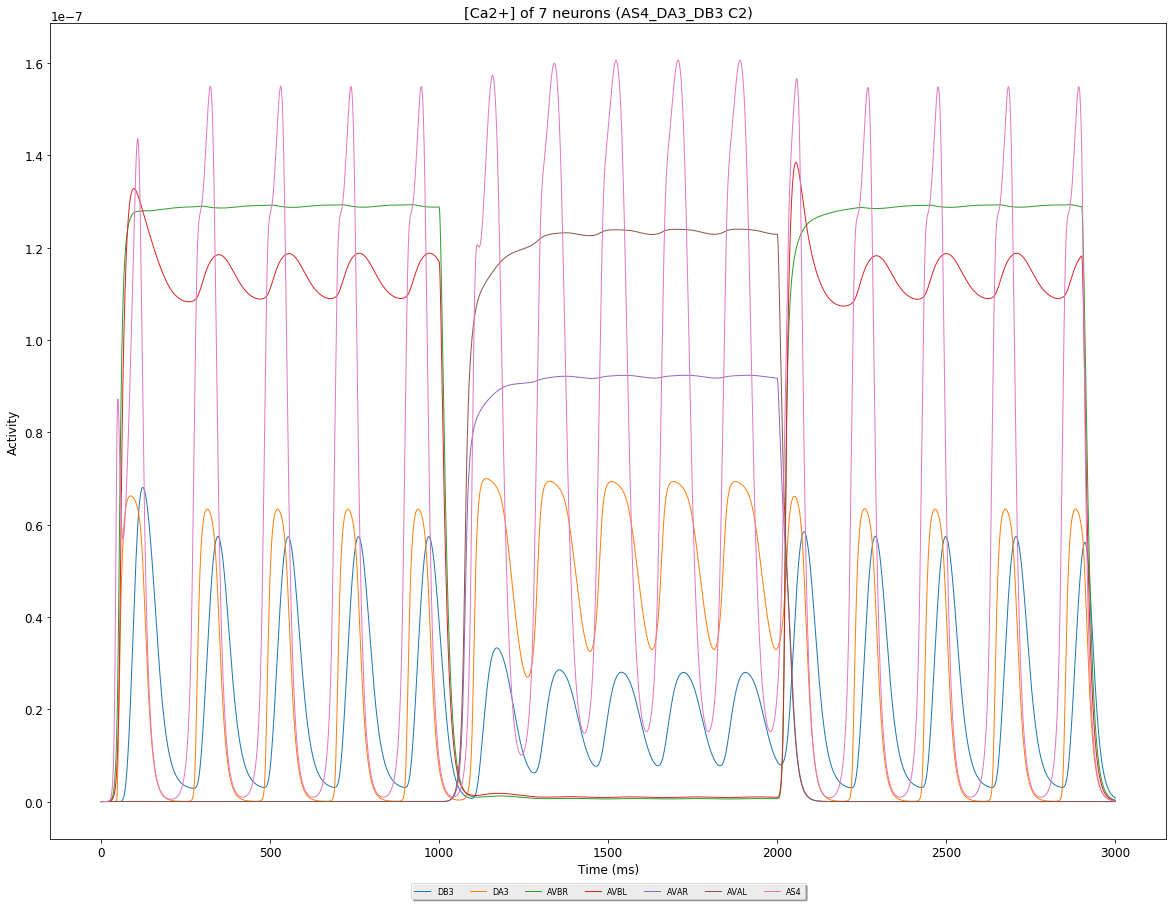 [Ca2+] of 7 neurons (AS4_DA3_DB3 C2)
1e−7
1.6
1.4
1.2
1.0
0.8
0.6
0.4
0.2
0.0
Activity
0 500 1000 1500 2000 2500 3000
Time (ms)
DB3 DA3 AVBR AVBL AVAR AVAL AS4